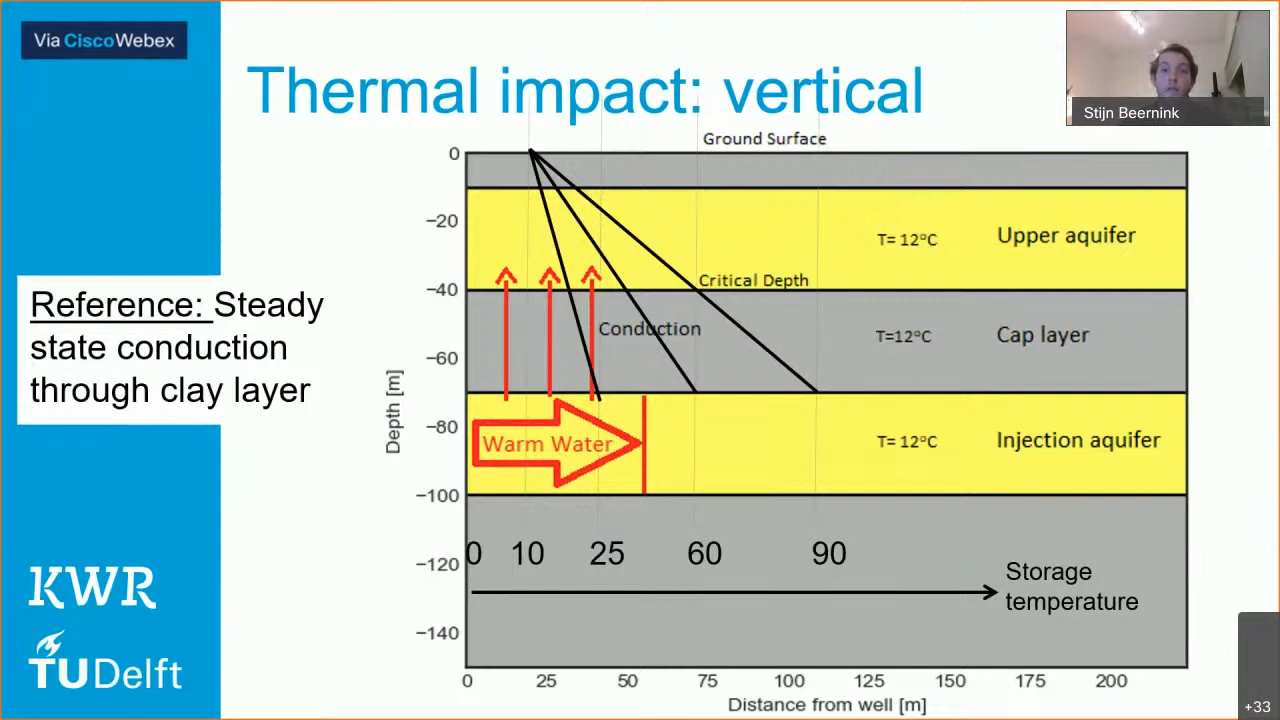 Via CiscoWebex
Thermal impact: vertical
Stijn Beernink
Ground Surface
0
−20
−40
−60
−80
−100
−120
−140
Depth [m]
T= 12°C
Upper aquifer
Critical Depth
Conduction
T=12°C
Cap layer
Warm Water
T= 12°C
Injection aquifer
Reference: Steady
state conduction
through clay layer
0 10 25 60 90
Storage
temperature
0 25 50 75 100 125 150 175 200
Distance from well [m]
KWR
TUDelft
+33